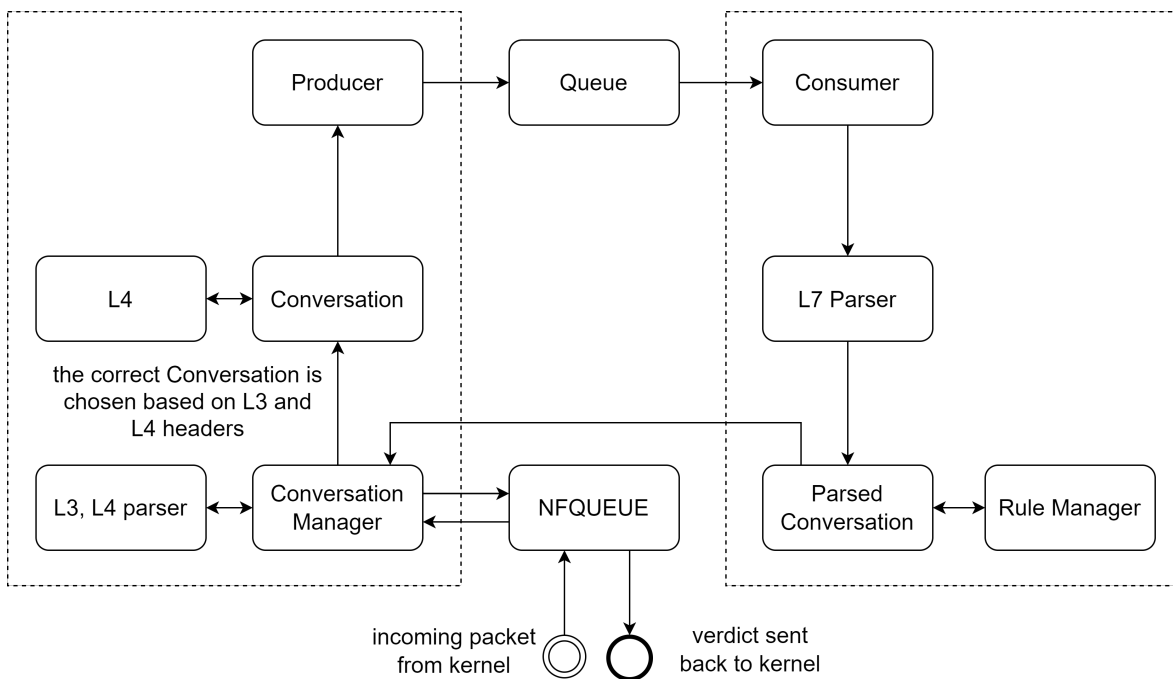 Producer
Queue
Consumer
L4
Conversation
L7 Parser
the correct Conversation is
chosen based on L3 and
L4 headers
L3, L4 parser
Conversation
Manager
NFQUEUE
Parsed
Conversation
Rule Manager
incoming packet
from kernel
verdict sent
back to kernel